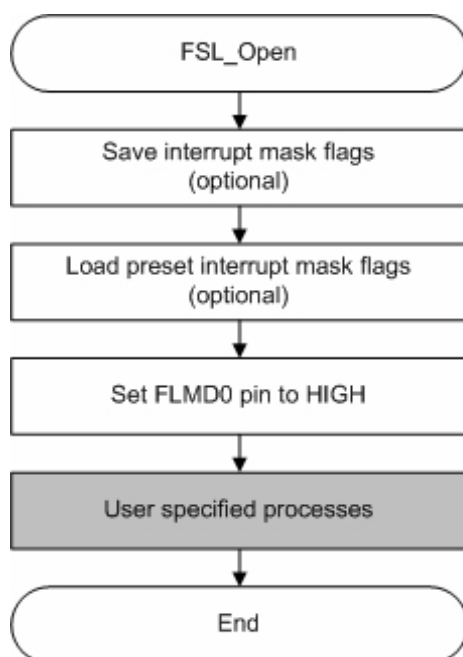 FSL_Open
Save interrupt mask flags
(optional)
Load preset interrupt mask flags
(optional)
Set FLMD0 pin to HIGH
User specified processes
End